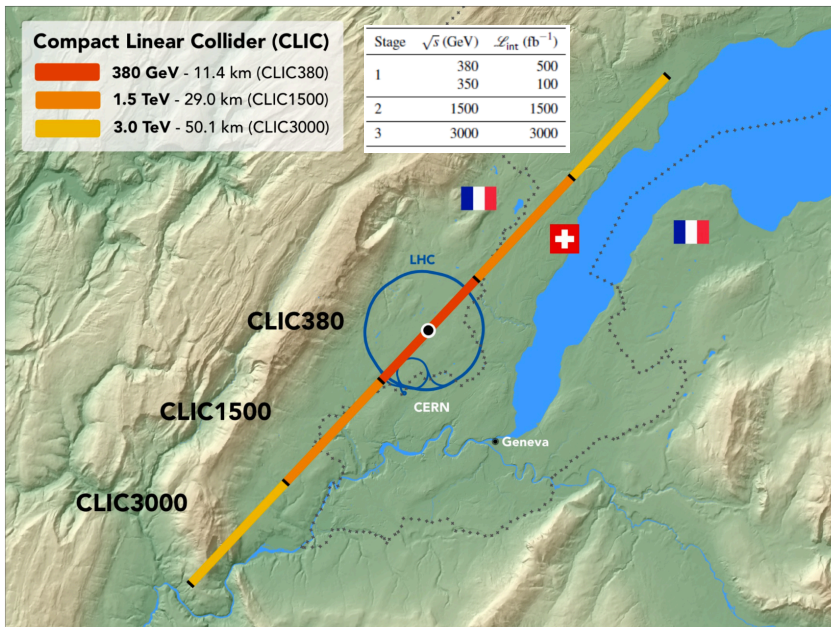 Compact Linear Collider (CLIC)
380 GeV - 11.4 km (CLIC380)
1.5 TeV - 29.0 km (CLIC1500)
3.0 TeV - 50.1 km (CLIC3000)
Stage √s (GeV) ℒint (fb⁻¹)
1 380 500
350 100
2 1500 1500
3 3000 3000
LHC
CLIC380
CERN
CLIC1500
Geneva
CLIC3000